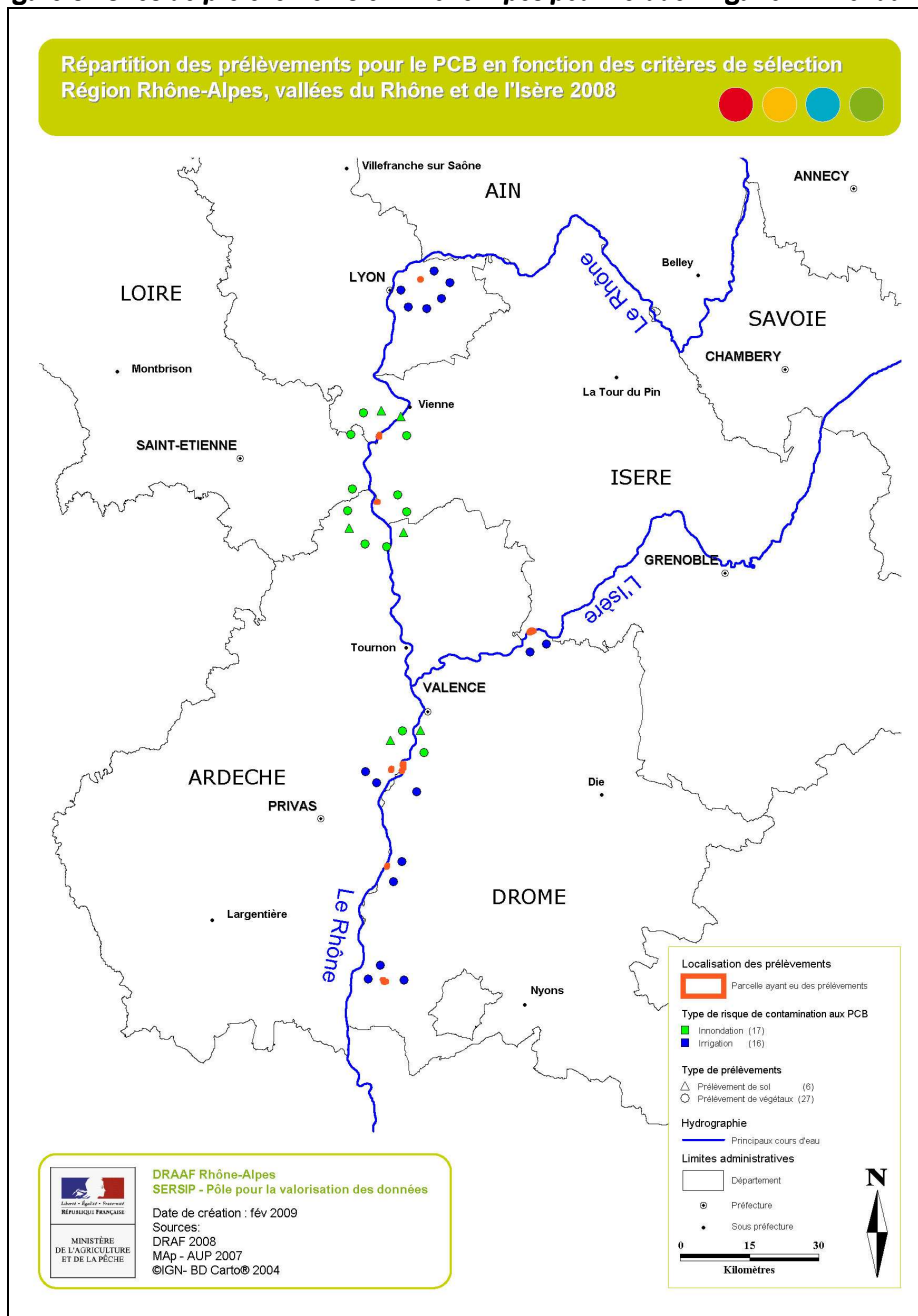 Répartition des prélèvements pour le PCB en fonction des critères de sélection
Région Rhône-Alpes, vallées du Rhône et de l'Isère 2008
Villefranche sur Saône
AIN
ANNECY
LYON
Belley
LOIRE
Le Rhône
SAVOIE
CHAMBERY
Montbrison
La Tour du Pin
Vienne
SAINT-ETIENNE
ISERE
GRENOBLE
L'Isère
Tournon
VALENCE
ARDECHE
Die
PRIVAS
DROME
Largentière
Le Rhône
Nyons
Localisation des prélèvements
Parcelle ayant eu des prélèvements
Type de risque de contamination aux PCB
Innondation (17)
Irrigation (16)
Type de prélèvements
Prélèvement de sol (6)
Prélèvement de végétaux (27)
Hydrographie
Principaux cours d'eau
Limites administratives
Département
Préfecture
Sous préfecture
N
0 15 30
Kilomètres
Liberté • Égalité • Fraternité
RÉPUBLIQUE FRANÇAISE
MINISTÈRE
DE L'AGRICULTURE
ET DE LA PÊCHE
DRAAF Rhône-Alpes
SERSIP - Pôle pour la valorisation des données
Date de création : fév 2009
Sources:
DRAF 2008
MAp - AUP 2007
©IGN- BD Carto® 2004